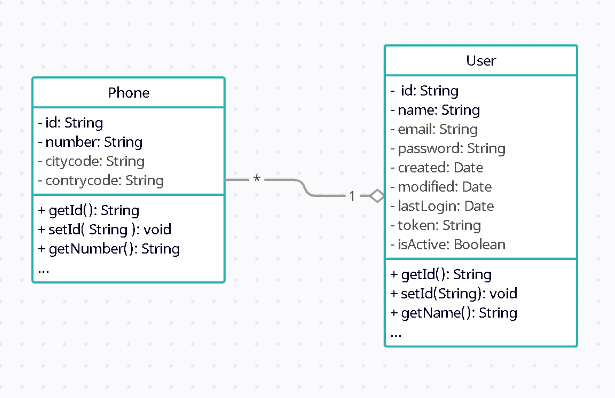 Phone
- id: String
- number: String
- citycode: String
- contrycode: String
+ getId(): String
+ setId( String ): void
+ getNumber(): String
...
*
1
User
- id: String
- name: String
- email: String
- password: String
- created: Date
- modified: Date
- lastLogin: Date
- token: String
- isActive: Boolean
+ getId(): String
+ setId(String): void
+ getName(): String
...